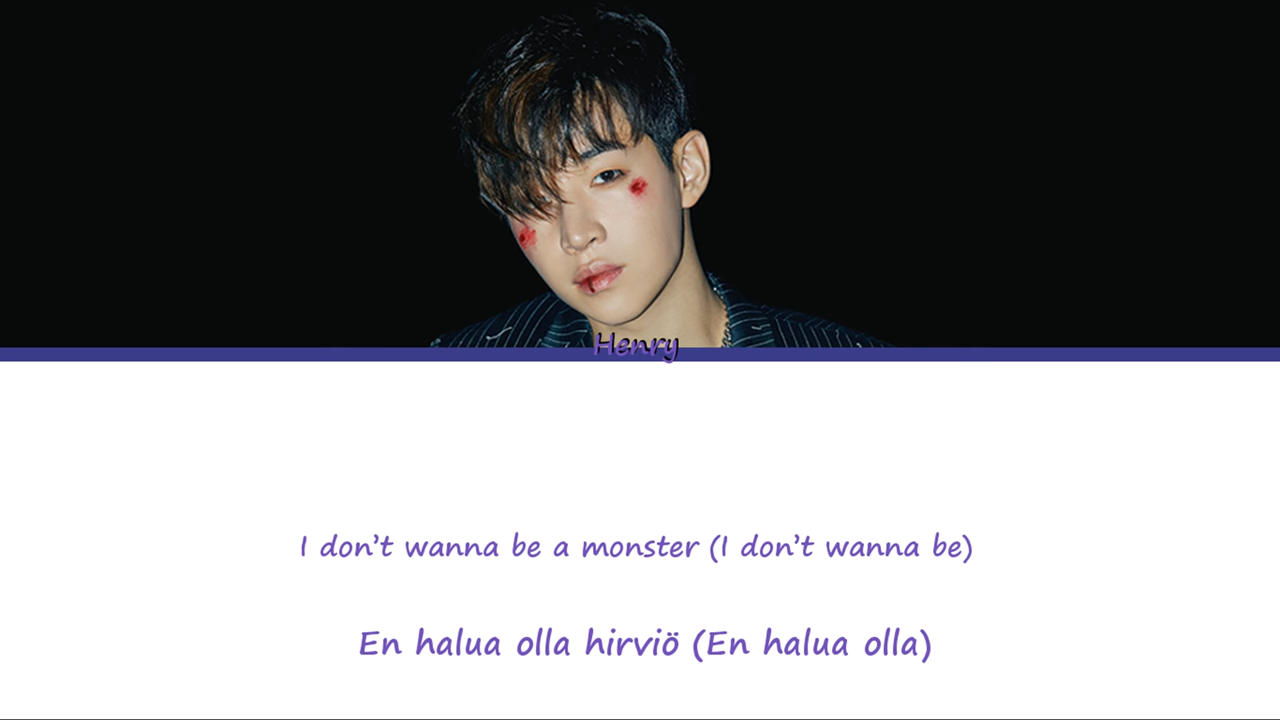 Henry
I don’t wanna be a monster (I don’t wanna be)
En halua olla hirviö (En halua olla)